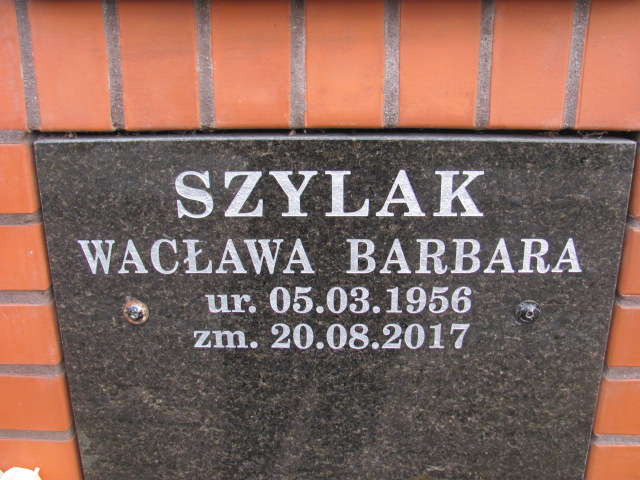 SZYLAK
WACŁAWA BARBARA
ur. 05.03.1956
zm. 20.08.2017